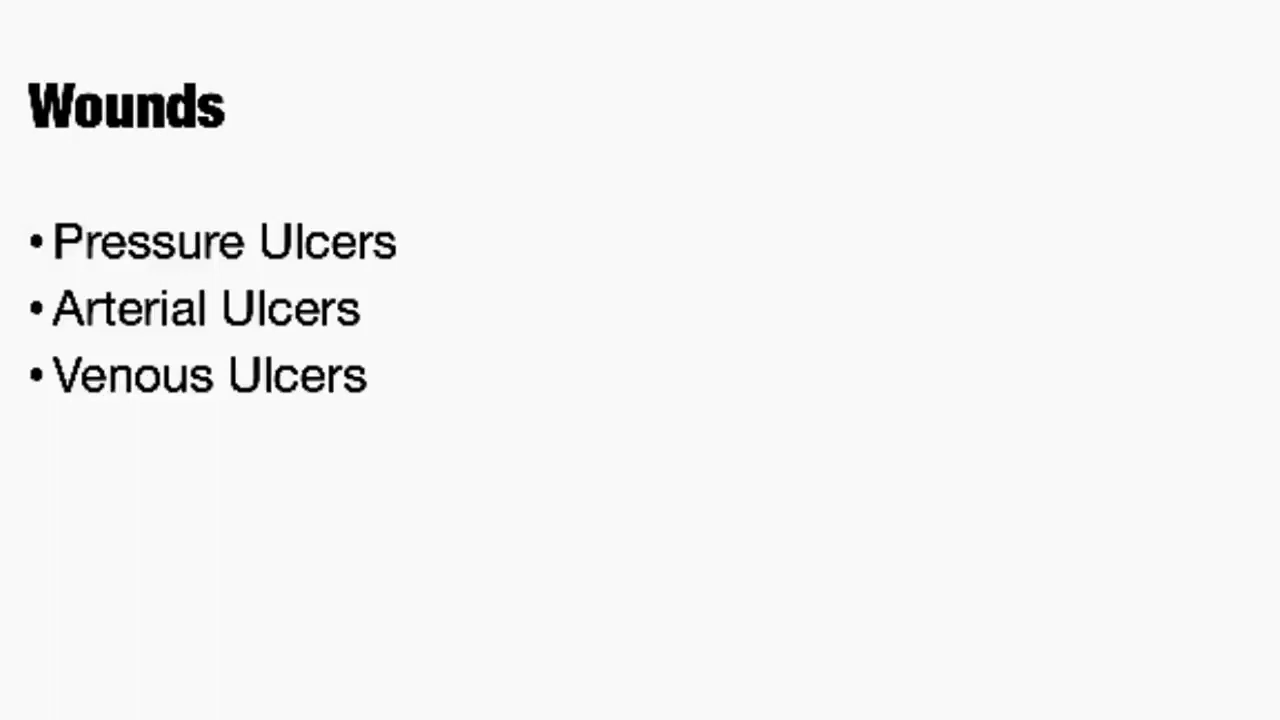 Wounds
• Pressure Ulcers
• Arterial Ulcers
• Venous Ulcers